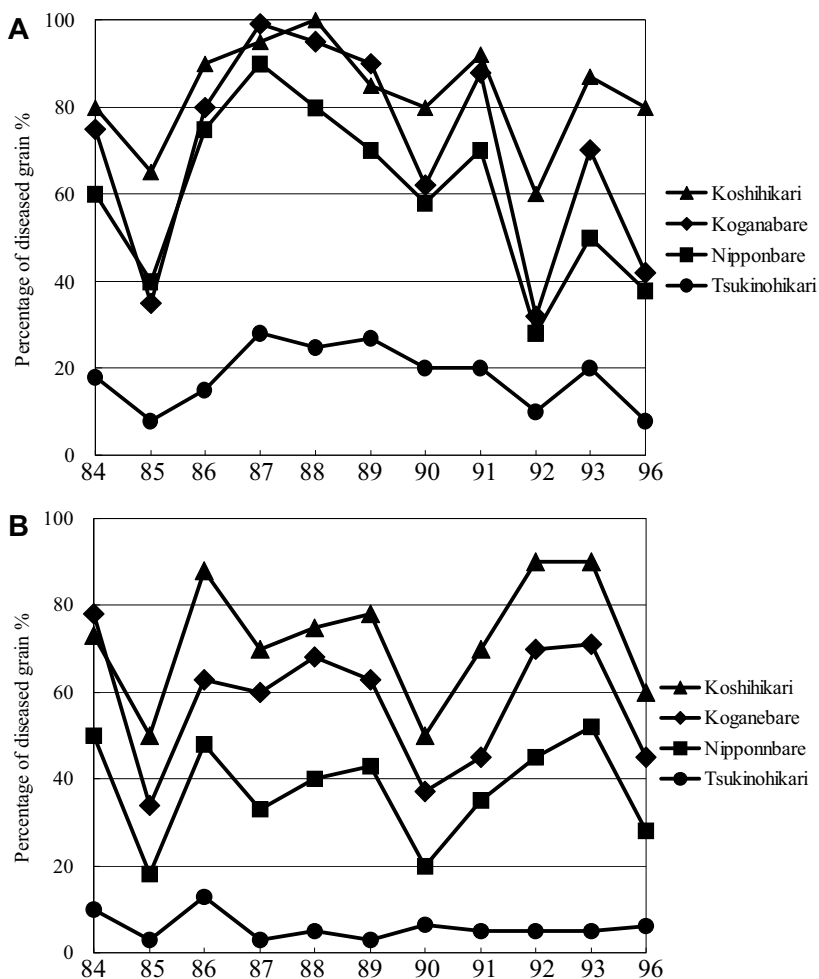 A
Percentage of diseased grain %
100
80
60
40
20
0
84 85 86 87 88 89 90 91 92 93 96
Koshihikari
Koganabare
Nipponbare
Tsukinohikari
B
Percentage of diseased grain %
100
80
60
40
20
0
84 85 86 87 88 89 90 91 92 93 96
Koshihikari
Koganebare
Nipponnbare
Tsukinohikari